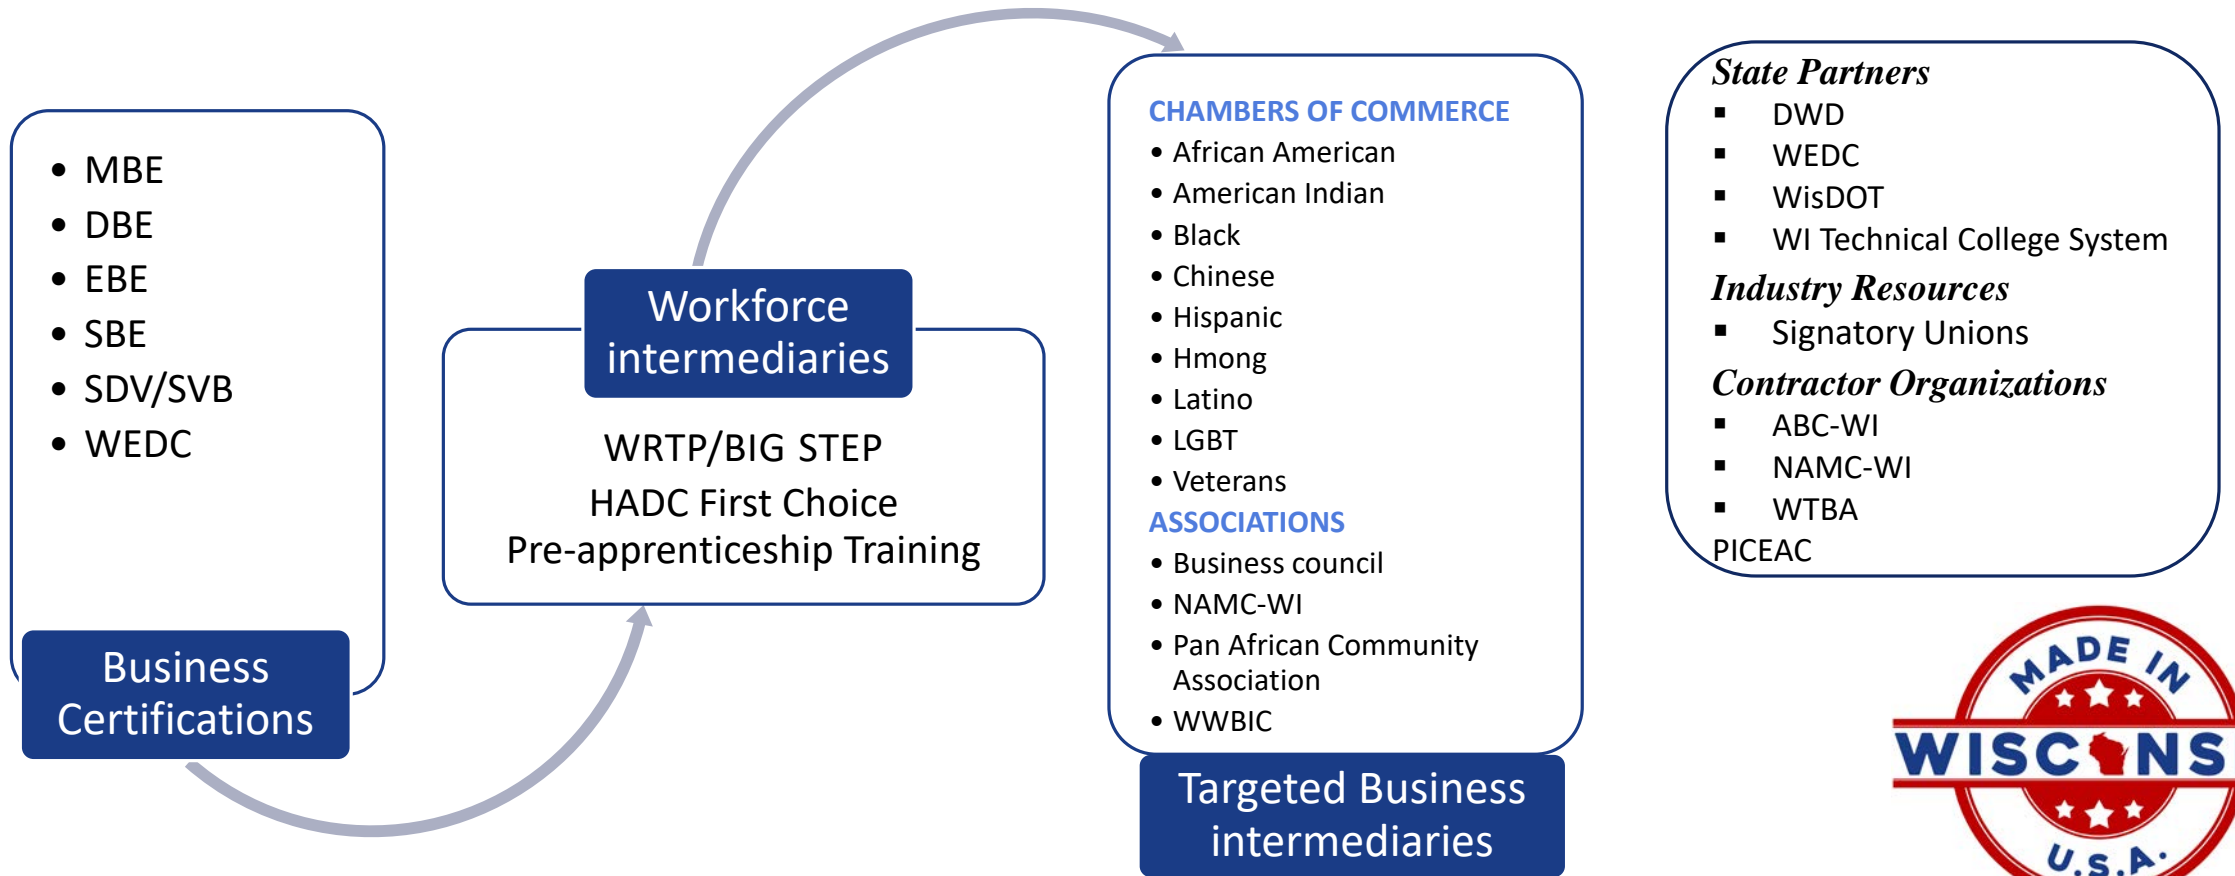 • MBE
• DBE
• EBE
• SBE
• SDV/SVB
• WEDC
Business
Certifications
Workforce
intermediaries
WRTP/BIG STEP
HADC First Choice
Pre-apprenticeship Training
CHAMBERS OF COMMERCE
• African American
• American Indian
• Black
• Chinese
• Hispanic
• Hmong
• Latino
• LGBT
• Veterans
ASSOCIATIONS
• Business council
• NAMC-WI
• Pan African Community
Association
• WWBIC
Targeted Business
intermediaries
State Partners
▪ DWD
▪ WEDC
▪ WisDOT
▪ WI Technical College System
Industry Resources
▪ Signatory Unions
Contractor Organizations
▪ ABC-WI
▪ NAMC-WI
▪ WTBA
PICEAC
MADE IN
WISC NS
U.S.A.